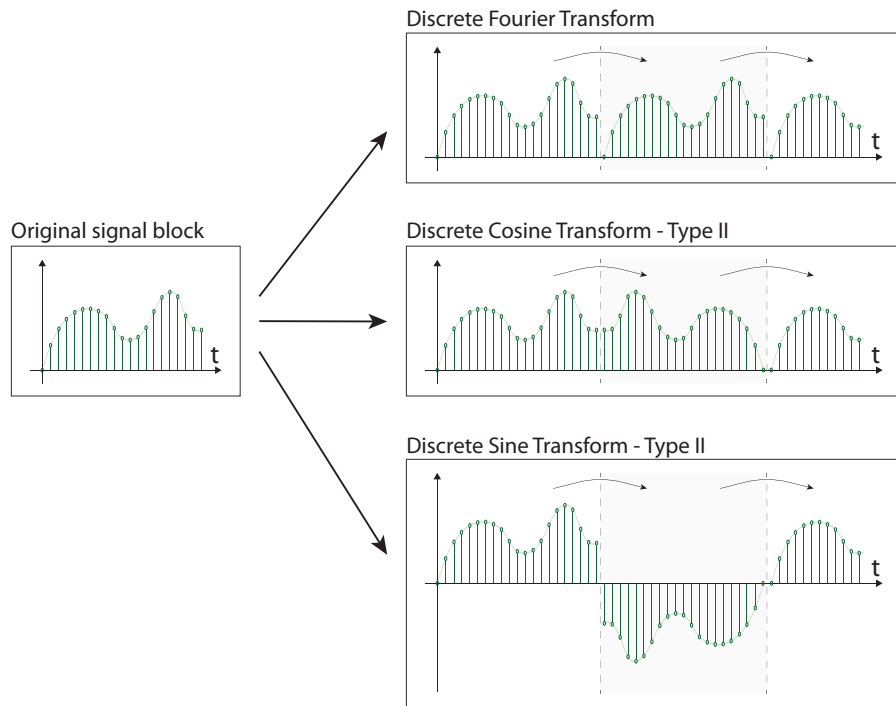 Discrete Fourier Transform
t
Original signal block
t
Discrete Cosine Transform - Type II
t
Discrete Sine Transform - Type II
t